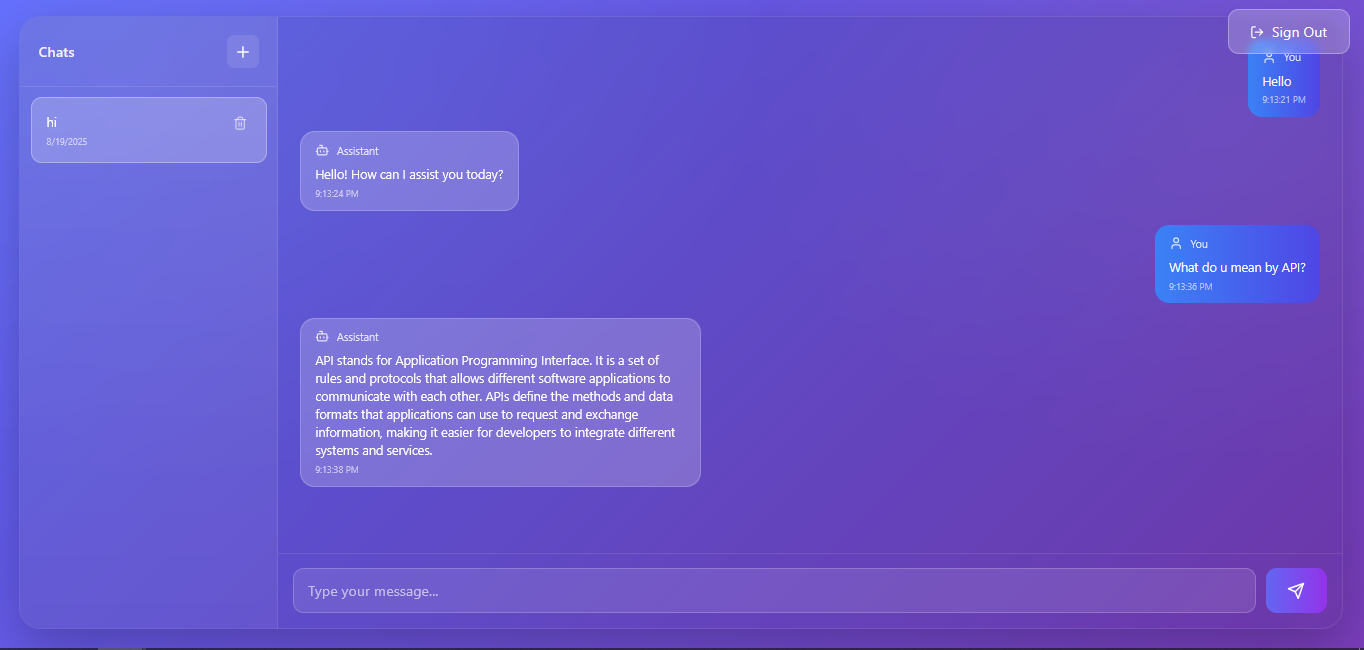 Chats
hi
8/19/2025
Sign Out
You
Hello
9:13:21 PM
Assistant
Hello! How can I assist you today?
9:13:24 PM
You
What do u mean by API?
9:13:36 PM
Assistant
API stands for Application Programming Interface. It is a set of
rules and protocols that allows different software applications to
communicate with each other. APIs define the methods and data
formats that applications can use to request and exchange
information, making it easier for developers to integrate different
systems and services.
9:13:38 PM
Type your message...